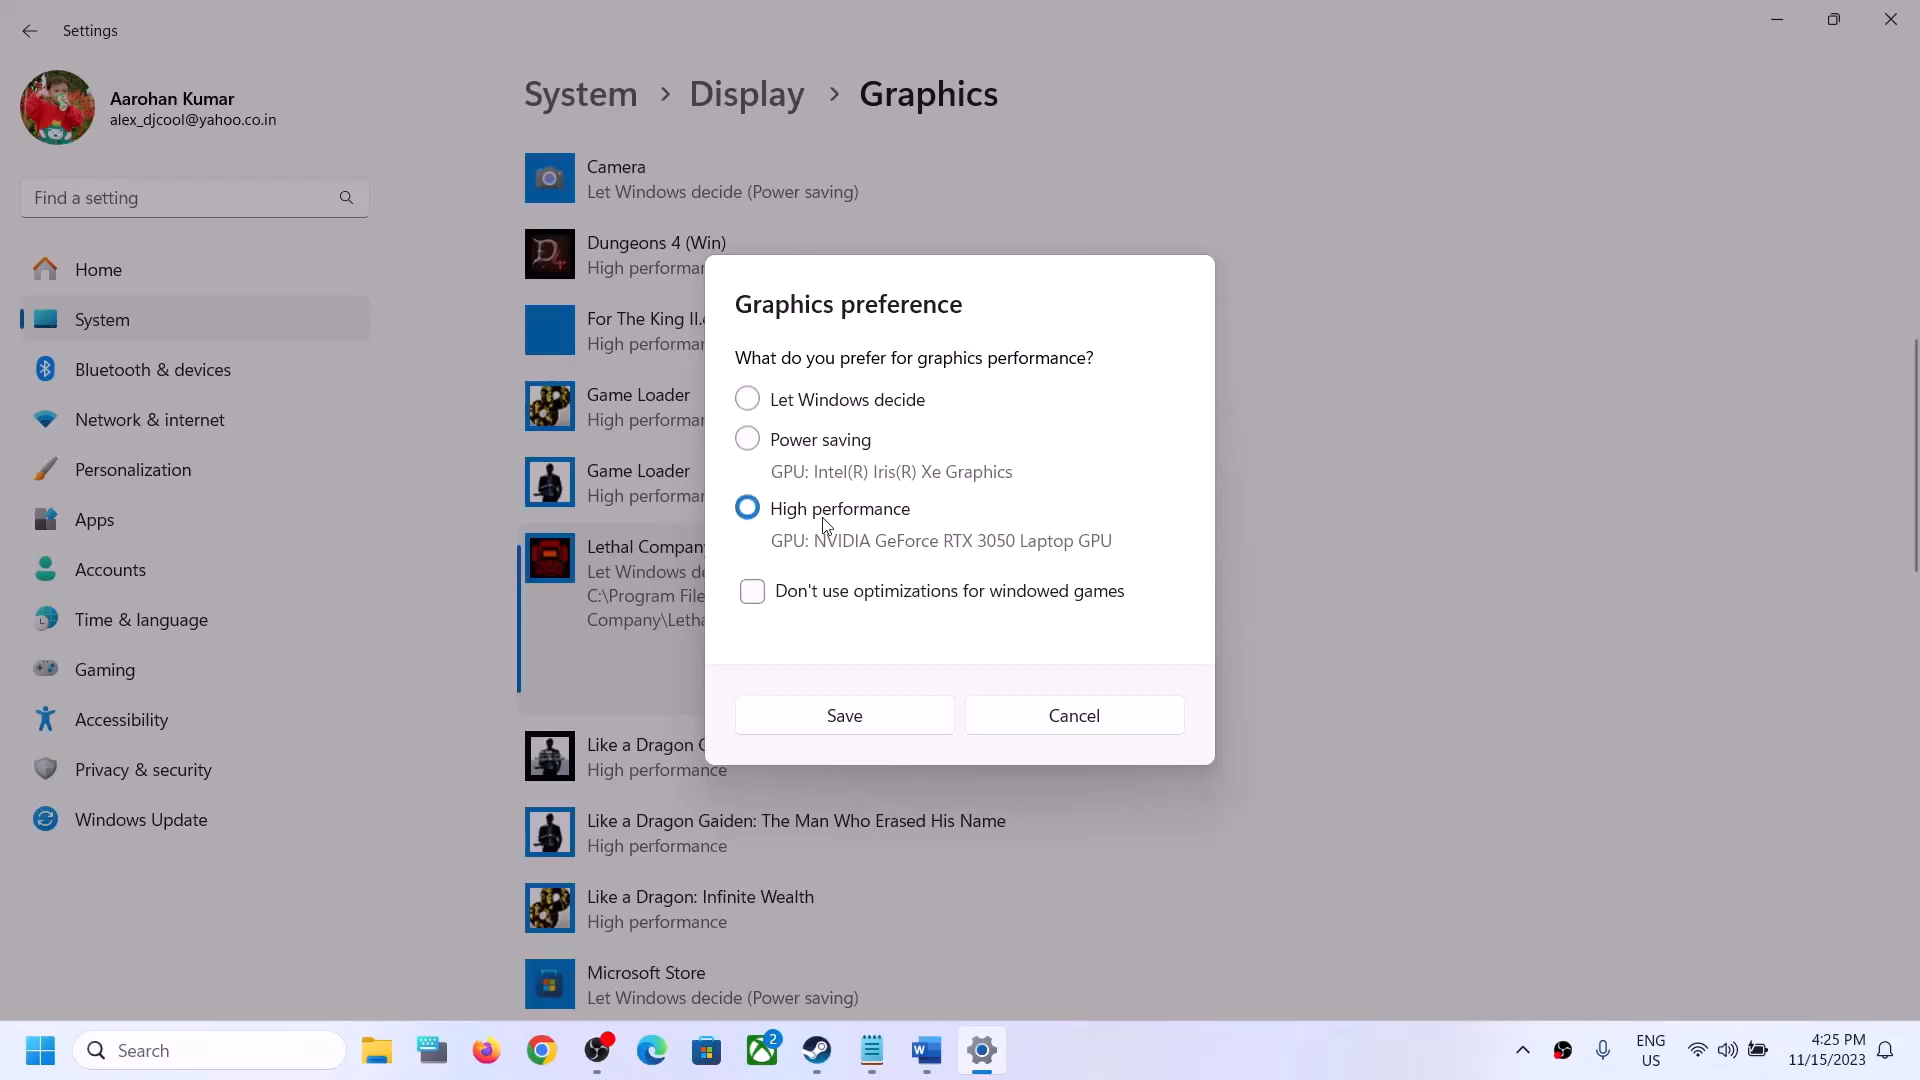 Settings
Aarohan Kumar
alex_djcool@yahoo.co.in
Find a setting
Home
System
Bluetooth & devices
Network & internet
Personalization
Apps
Accounts
Time & language
Gaming
Accessibility
Privacy & security
Windows Update
System > Display > Graphics
Camera
Let Windows decide (Power saving)
Dungeons 4 (Win)
High performan
For The King II.e
High performan
Game Loader
High performan
Game Loader
High performan
Lethal Company
Let Windows de
C:\Program File
Company\Letha
Like a Dragon G
High performance
Like a Dragon Gaiden: The Man Who Erased His Name
High performance
Like a Dragon: Infinite Wealth
High performance
Microsoft Store
Let Windows decide (Power saving)
Graphics preference
What do you prefer for graphics performance?
Let Windows decide
Power saving
GPU: Intel(R) Iris(R) Xe Graphics
High performance
GPU: NVIDIA GeForce RTX 3050 Laptop GPU
Don't use optimizations for windowed games
Save
Cancel
Search
2
ENG
US
4:25 PM
11/15/2023